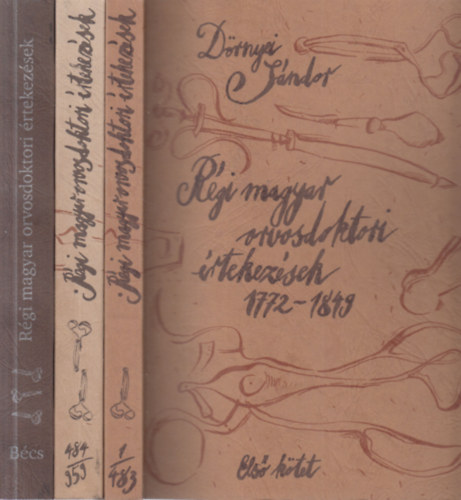 Régi magyar orvosdoktori értekezések
Bécs
Régi magyar orvosdoktori értekezések
484
959
Régi magyar orvosdoktori értekezések
1
483
Dörnyei
Sándor
Régi magyar
orvosdoktori
értekezések
1772-1849
Első kötet